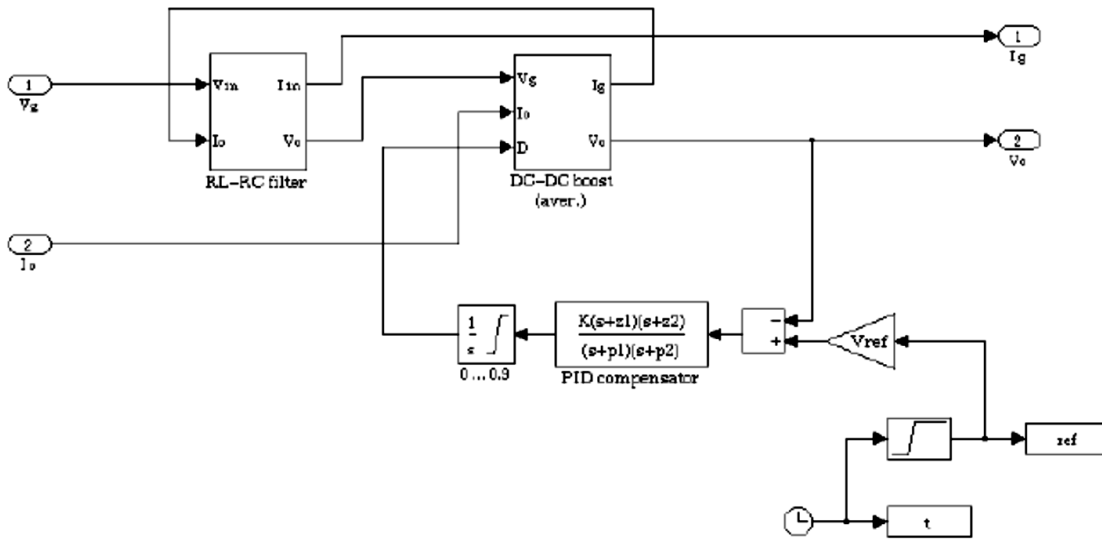 1
Vg
Vin
Iin
Io
Vo
RL-RC filter
Vg
Ig
Io
D
Vo
DC-DC boost
(aver.)
1
Ig
2
Vo
2
Io
1
s
0 ... 0.9
K(s+z1)(s+z2)
(s+p1)(s+p2)
PID compensator
-
+
Vref
ref
t